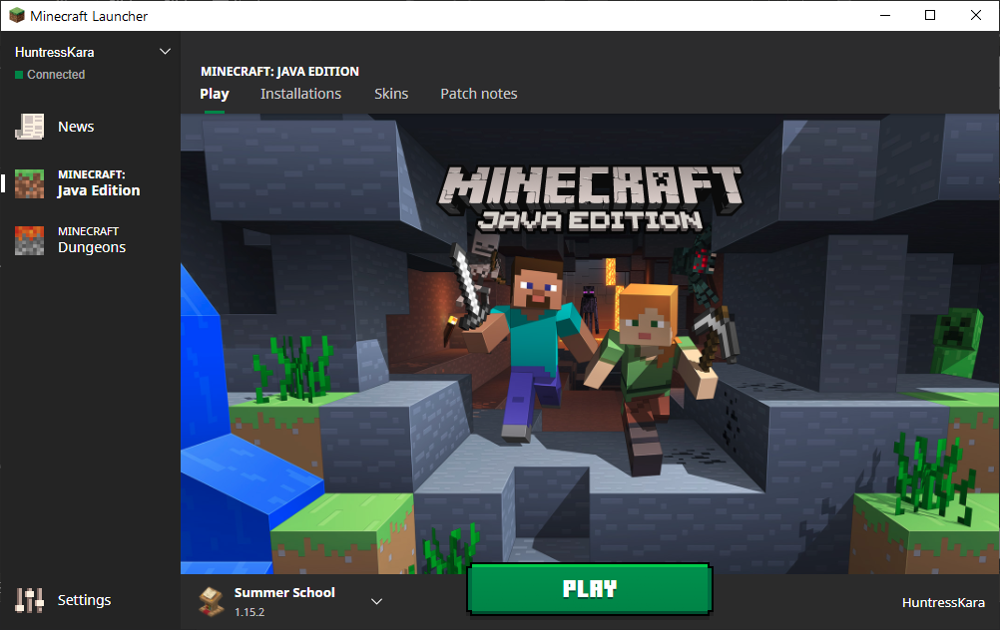 Minecraft Launcher
HuntressKara
Connected
News
MINECRAFT:
Java Edition
MINECRAFT
Dungeons
Settings
MINECRAFT: JAVA EDITION
Play
Installations
Skins
Patch notes
MINECRAFT
JAVA EDITION
Summer School
1.15.2
PLAY
HuntressKara